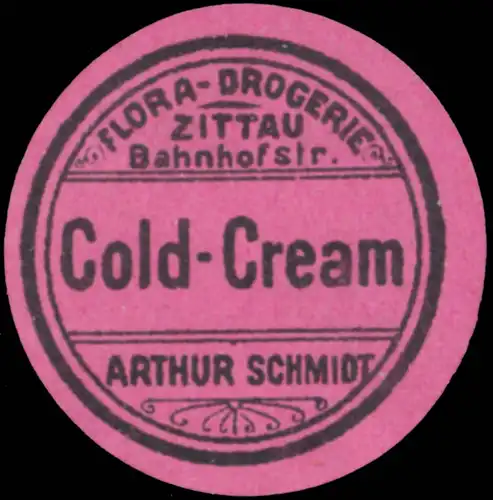 FLORA-DROGERIE
ZITTAU
Bahnhofstr.
Cold-Cream
ARTHUR SCHMIDT